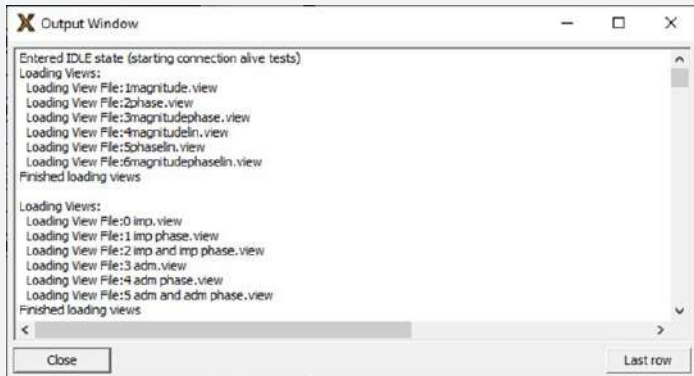 Output Window
Entered IDLE state (starting connection alive tests)
Loading Views:
Loading View File:1magnitude.view
Loading View File:2phase.view
Loading View File:3magnitudephase.view
Loading View File:4magnitudelin.view
Loading View File:5phaselin.view
Loading View File:6magnitudephaselin.view
Finished loading views
Loading Views:
Loading View File:0 imp.view
Loading View File:1 imp phase.view
Loading View File:2 imp and imp phase.view
Loading View File:3 adm.view
Loading View File:4 adm phase.view
Loading View File:5 adm and adm phase.view
Finished loading views
Close
Last row